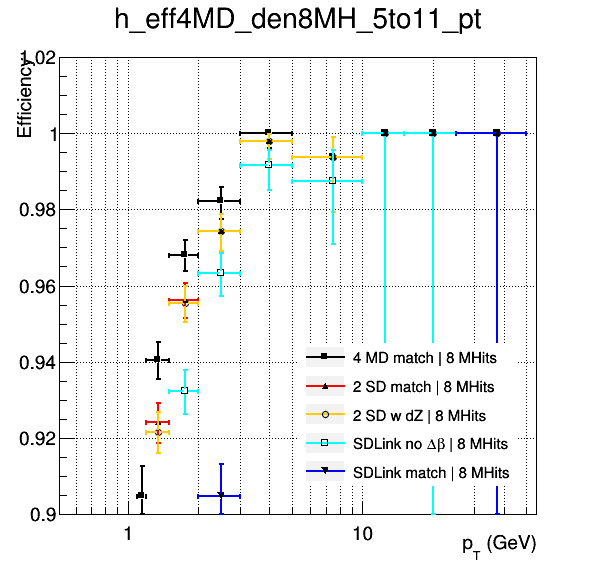 h_eff4MD_den8MH_5to11_pt
Efficiency
1.02
1
0.98
0.96
0.94
0.92
0.9
4 MD match | 8 MHits
2 SD match | 8 MHits
2 SD w dZ | 8 MHits
SDLink no Δβ | 8 MHits
SDLink match | 8 MHits
1
10
p_T (GeV)